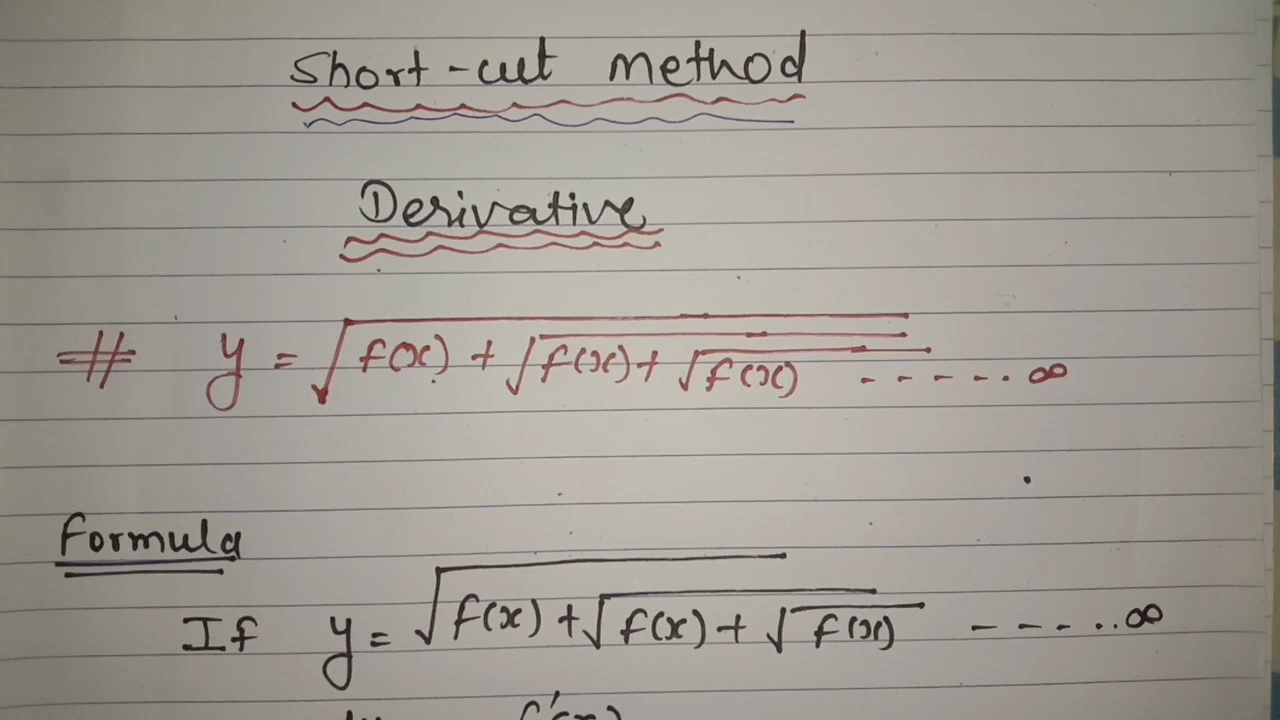 Short-cut method
Derivative
# y = √f(x) + √f(x) + √f(x) - - - - - . ∞
Formula
If y = √f(x) + √f(x) + √f(x) - - - - . . ∞
f'(x)